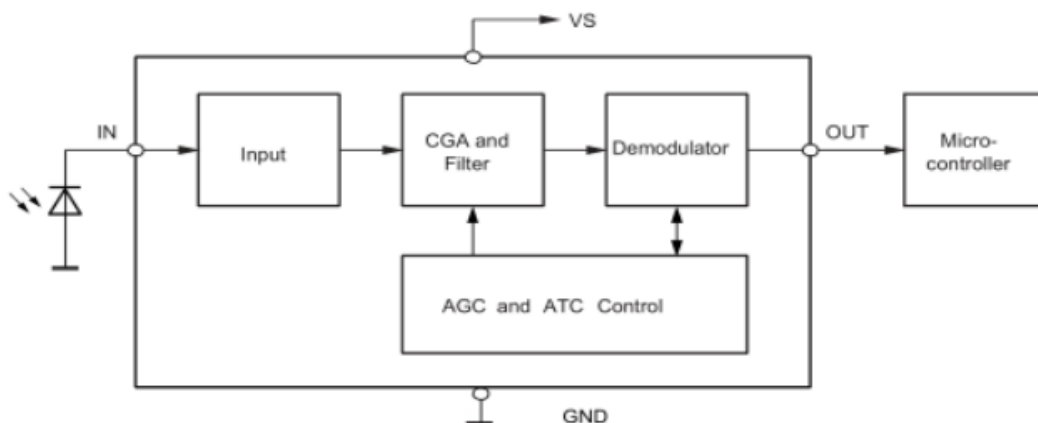 VS
IN
Input
CGA and
Filter
Demodulator
OUT
Micro-
controller
AGC and ATC Control
GND